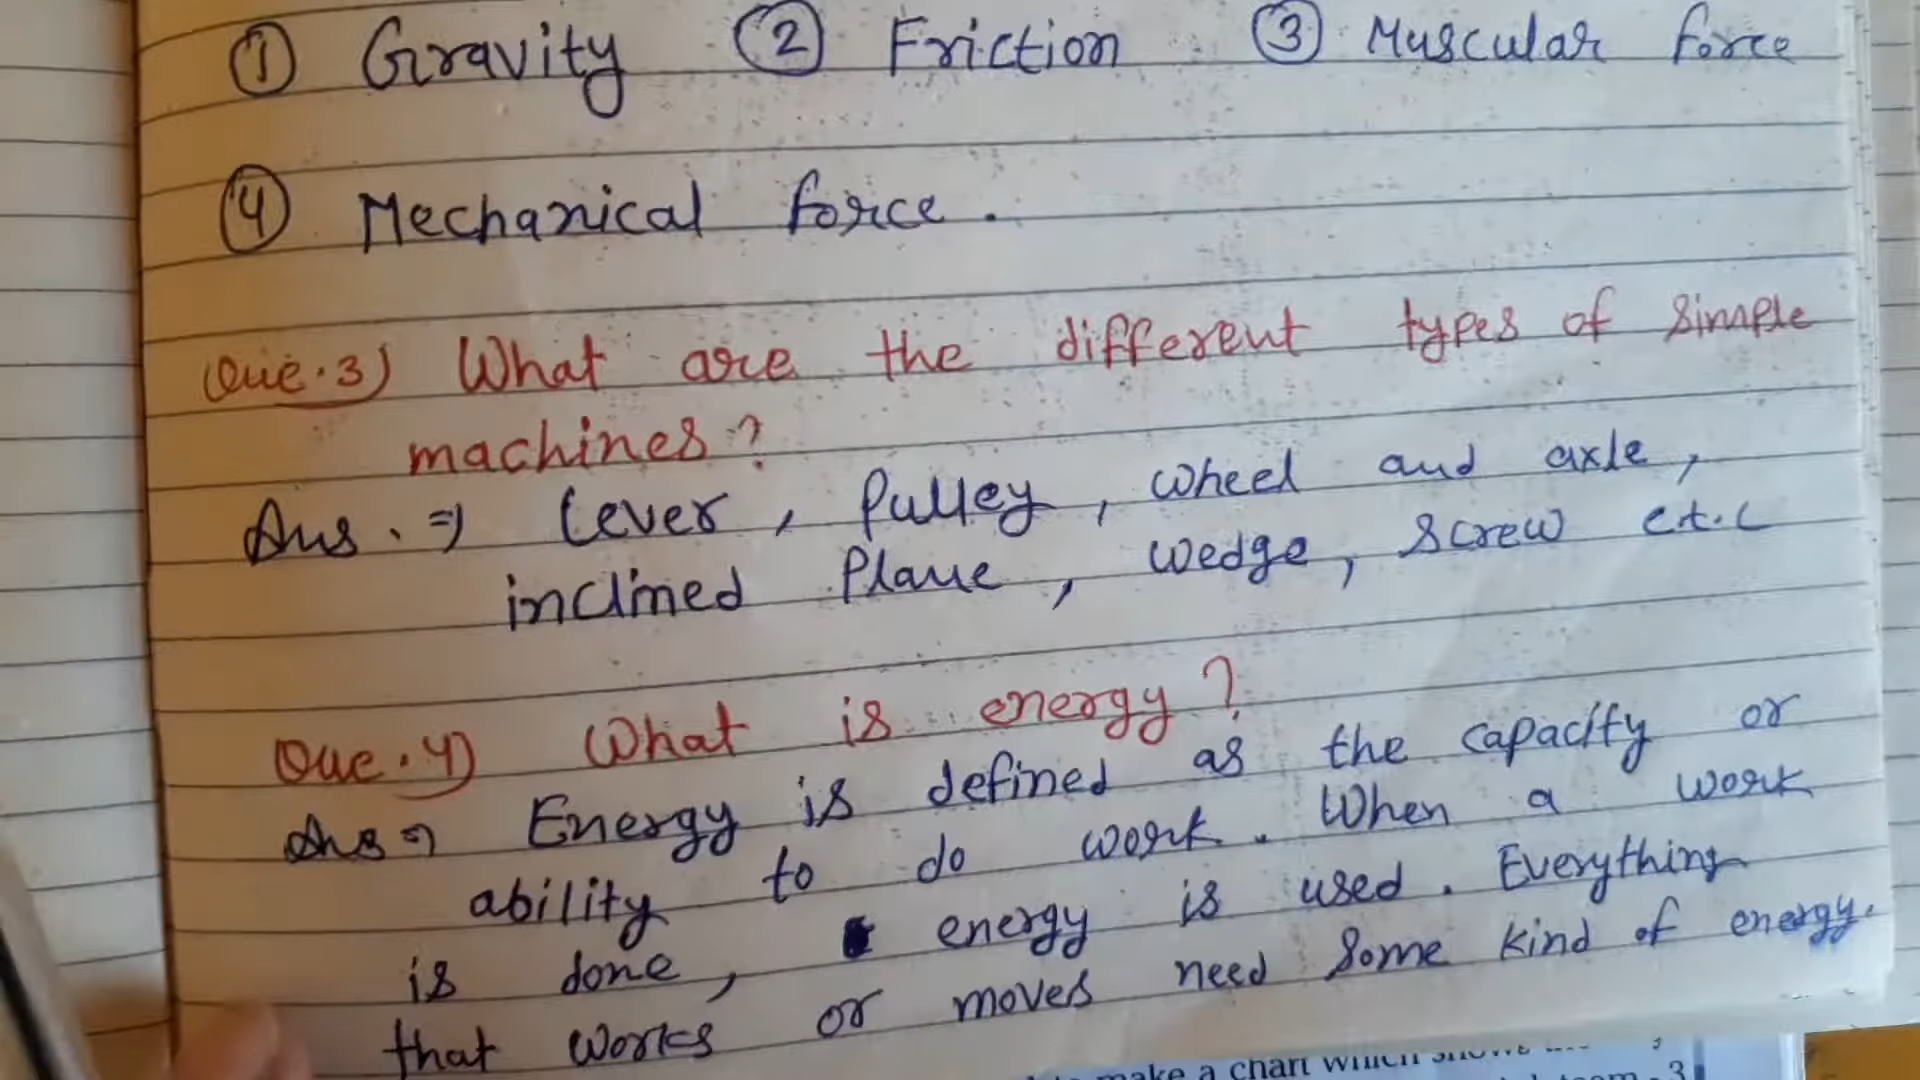 ① Gravity ② Friction ③ Muscular force
④ Mechanical force.
Que.3) What are the different types of Simple
machines?
Ans. ⇒ Lever, Pulley, wheel and axle,
inclined Plane, wedge, screw e.t.c
Que.4) What is energy?
Ans ⇒ Energy is defined as the capacity or
ability to do work. When a work
is done, energy is used. Everything
that works or moves need some kind of energy.
make a chart which shows
3